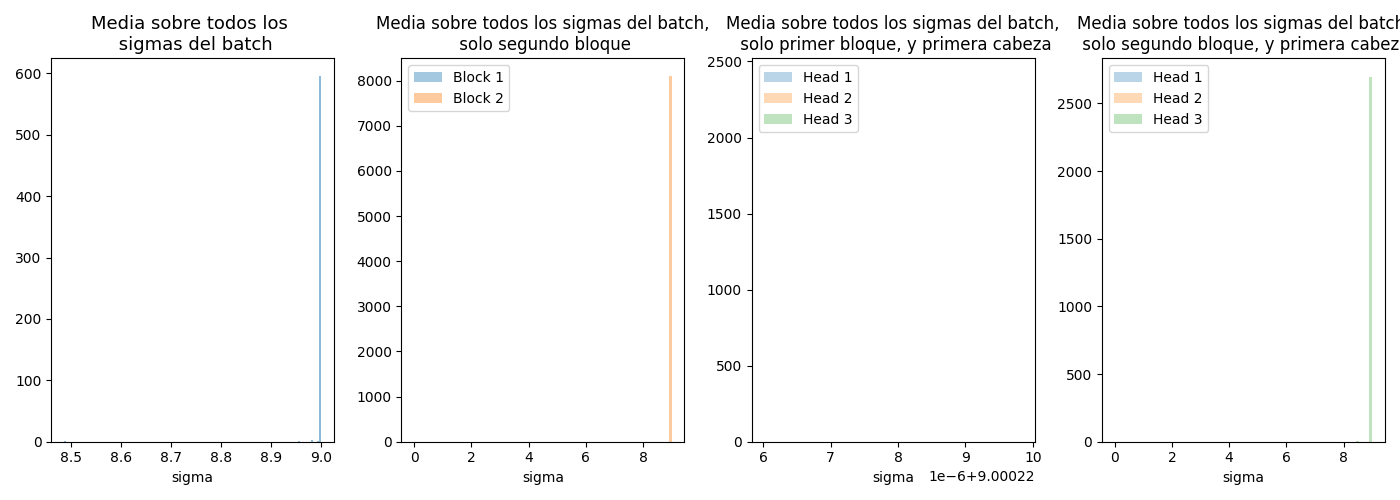 Media sobre todos los
sigmas del batch
600
500
400
300
200
100
0
8.5 8.6 8.7 8.8 8.9 9.0
sigma
Media sobre todos los sigmas del batch,
solo segundo bloque
Block 1
Block 2
8000
7000
6000
5000
4000
3000
2000
1000
0
0 2 4 6 8
sigma
Media sobre todos los sigmas del batch,
solo primer bloque, y primera cabeza
Head 1
Head 2
Head 3
2500
2000
1500
1000
500
0
6 7 8 9 10
sigma 1e−6+9.00022
Media sobre todos los sigmas del batch
solo segundo bloque, y primera cabez
Head 1
Head 2
Head 3
2500
2000
1500
1000
500
0
0 2 4 6 8
sigma